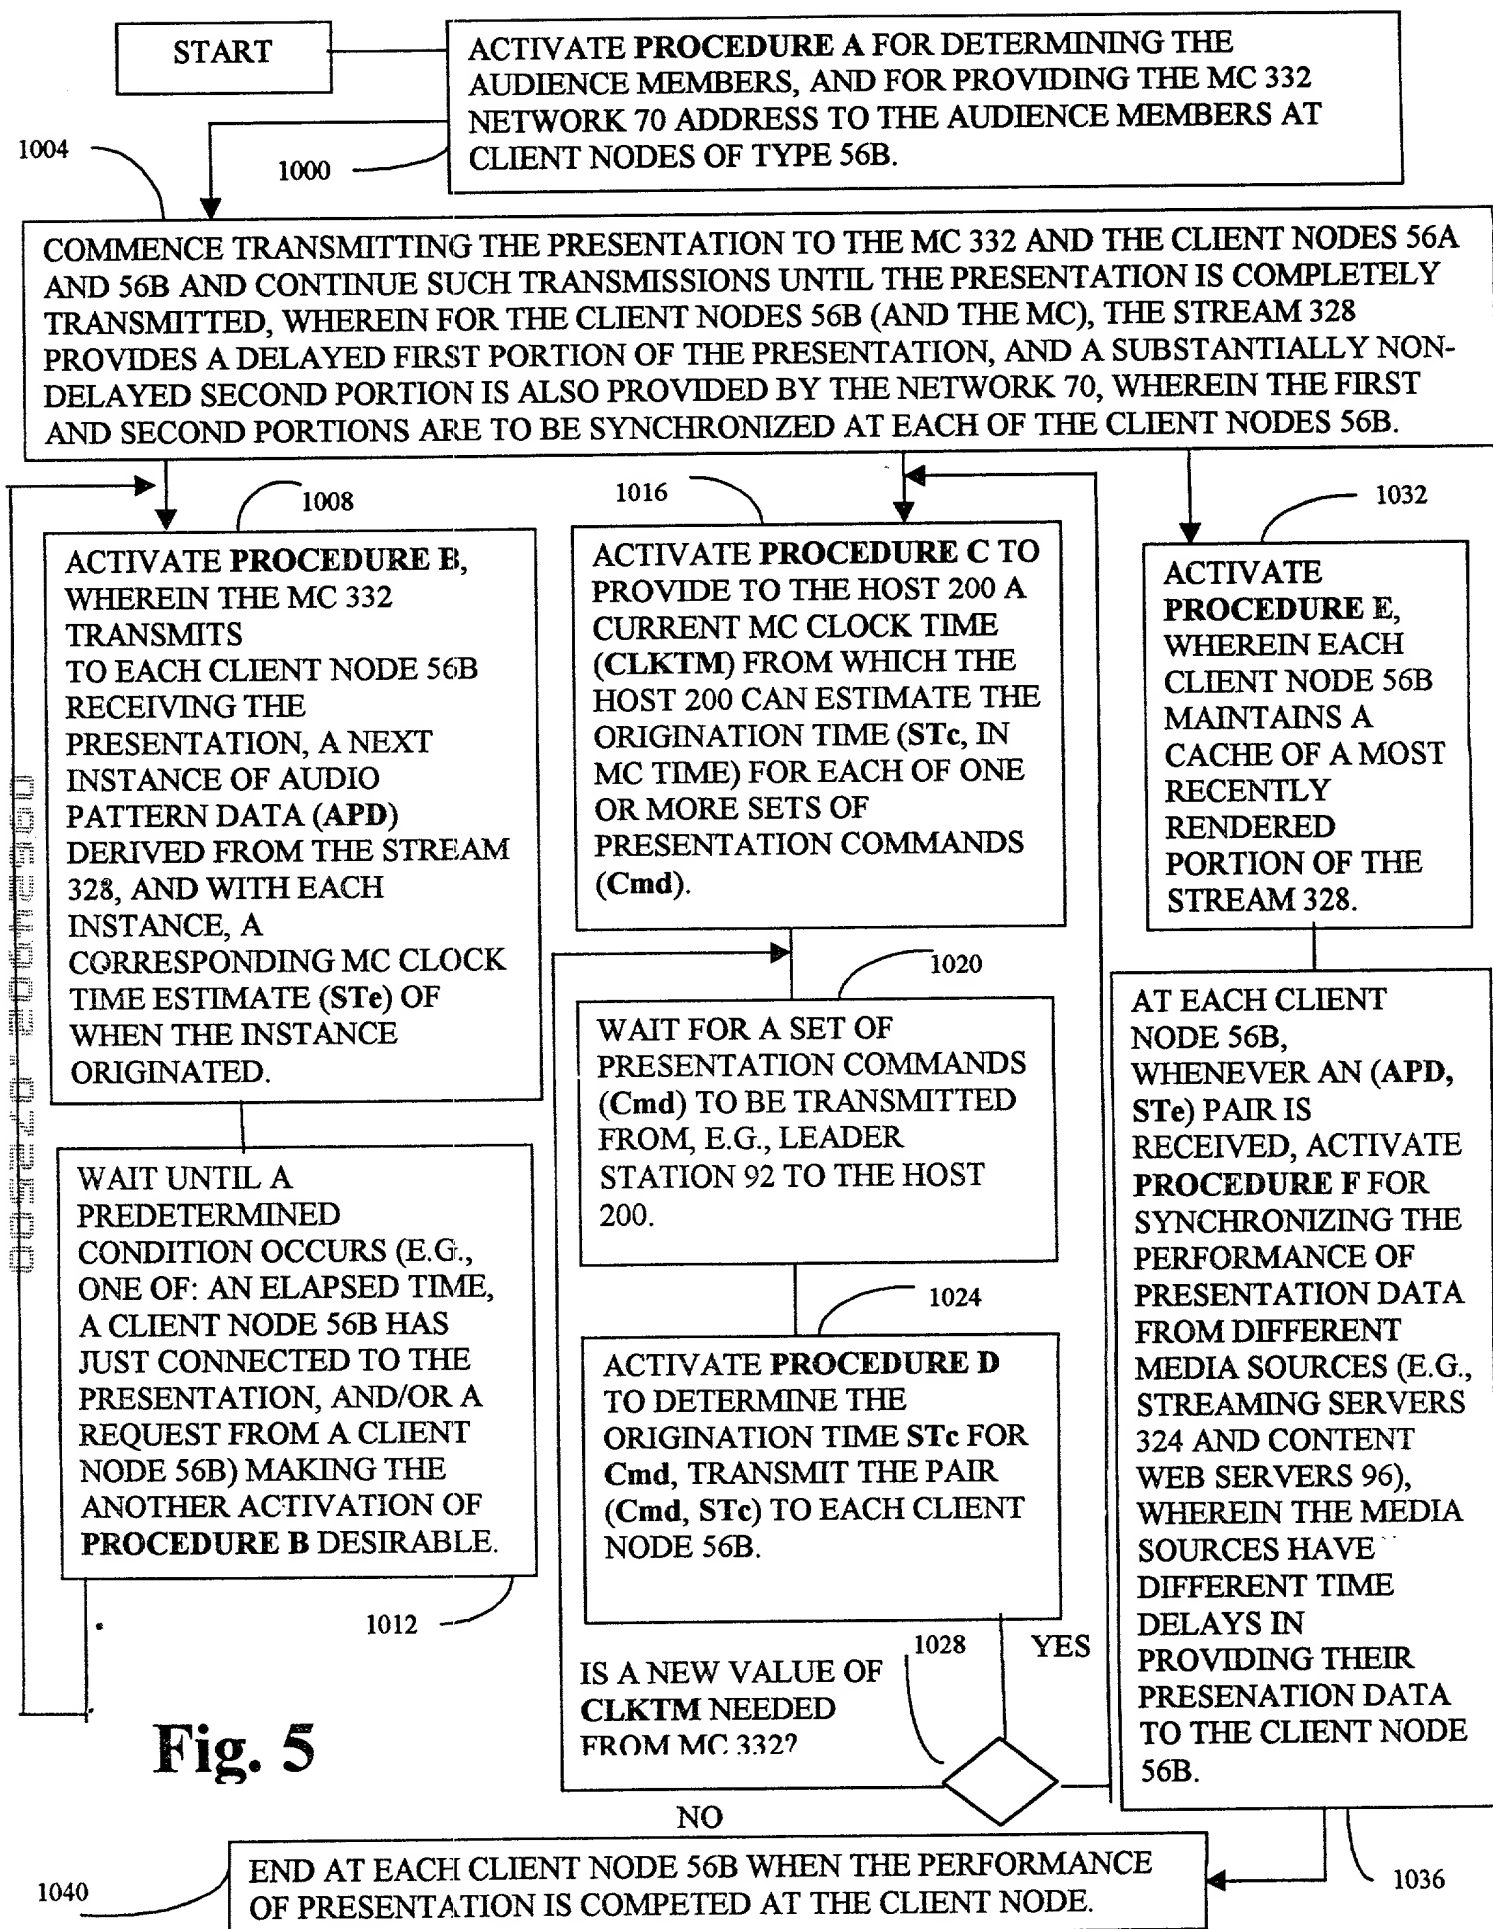 START
ACTIVATE PROCEDURE A FOR DETERMINING THE
AUDIENCE MEMBERS, AND FOR PROVIDING THE MC 332
NETWORK 70 ADDRESS TO THE AUDIENCE MEMBERS AT
CLIENT NODES OF TYPE 56B.
1004
1000
COMMENCE TRANSMITTING THE PRESENTATION TO THE MC 332 AND THE CLIENT NODES 56A
AND 56B AND CONTINUE SUCH TRANSMISSIONS UNTIL THE PRESENTATION IS COMPLETELY
TRANSMITTED, WHEREIN FOR THE CLIENT NODES 56B (AND THE MC), THE STREAM 328
PROVIDES A DELAYED FIRST PORTION OF THE PRESENTATION, AND A SUBSTANTIALLY NON-
DELAYED SECOND PORTION IS ALSO PROVIDED BY THE NETWORK 70, WHEREIN THE FIRST
AND SECOND PORTIONS ARE TO BE SYNCHRONIZED AT EACH OF THE CLIENT NODES 56B.
1008
ACTIVATE PROCEDURE B,
WHEREIN THE MC 332
TRANSMITS
TO EACH CLIENT NODE 56B
RECEIVING THE
PRESENTATION, A NEXT
INSTANCE OF AUDIO
PATTERN DATA (APD)
DERIVED FROM THE STREAM
328, AND WITH EACH
INSTANCE, A
CORRESPONDING MC CLOCK
TIME ESTIMATE (STe) OF
WHEN THE INSTANCE
ORIGINATED.
WAIT UNTIL A
PREDETERMINED
CONDITION OCCURS (E.G.,
ONE OF: AN ELAPSED TIME,
A CLIENT NODE 56B HAS
JUST CONNECTED TO THE
PRESENTATION, AND/OR A
REQUEST FROM A CLIENT
NODE 56B) MAKING THE
ANOTHER ACTIVATION OF
PROCEDURE B DESIRABLE.
1012
1016
ACTIVATE PROCEDURE C TO
PROVIDE TO THE HOST 200 A
CURRENT MC CLOCK TIME
(CLKTM) FROM WHICH THE
HOST 200 CAN ESTIMATE THE
ORIGINATION TIME (STc, IN
MC TIME) FOR EACH OF ONE
OR MORE SETS OF
PRESENTATION COMMANDS
(Cmd).
1020
WAIT FOR A SET OF
PRESENTATION COMMANDS
(Cmd) TO BE TRANSMITTED
FROM, E.G., LEADER
STATION 92 TO THE HOST
200.
1024
ACTIVATE PROCEDURE D
TO DETERMINE THE
ORIGINATION TIME STc FOR
Cmd, TRANSMIT THE PAIR
(Cmd, STc) TO EACH CLIENT
NODE 56B.
1028
YES
IS A NEW VALUE OF
CLKTM NEEDED
FROM MC 332?
NO
1032
ACTIVATE
PROCEDURE E,
WHEREIN EACH
CLIENT NODE 56B
MAINTAINS A
CACHE OF A MOST
RECENTLY
RENDERED
PORTION OF THE
STREAM 328.
AT EACH CLIENT
NODE 56B,
WHENEVER AN (APD,
STe) PAIR IS
RECEIVED, ACTIVATE
PROCEDURE F FOR
SYNCHRONIZING THE
PERFORMANCE OF
PRESENTATION DATA
FROM DIFFERENT
MEDIA SOURCES (E.G.,
STREAMING SERVERS
324 AND CONTENT
WEB SERVERS 96),
WHEREIN THE MEDIA
SOURCES HAVE
DIFFERENT TIME
DELAYS IN
PROVIDING THEIR
PRESENATION DATA
TO THE CLIENT NODE
56B.
1036
Fig. 5
1040
END AT EACH CLIENT NODE 56B WHEN THE PERFORMANCE
OF PRESENTATION IS COMPETED AT THE CLIENT NODE.